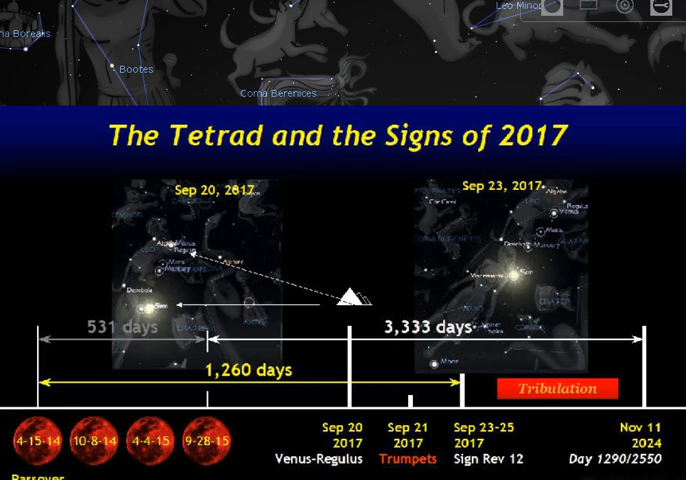 Leo Minor
na Borealis
Bootes
Coma Berenices
The Tetrad and the Signs of 2017
Sep 20, 2017
Sep 23, 2017
531 days
3,333 days
1,260 days
Tribulation
4-15-14
10-8-14
4-4-15
9-28-15
Sep 20
2017
Venus-Regulus
Sep 21
2017
Trumpets
Sep 23-25
2017
Sign Rev 12
Nov 11
2024
Day 1290/2550
Passover